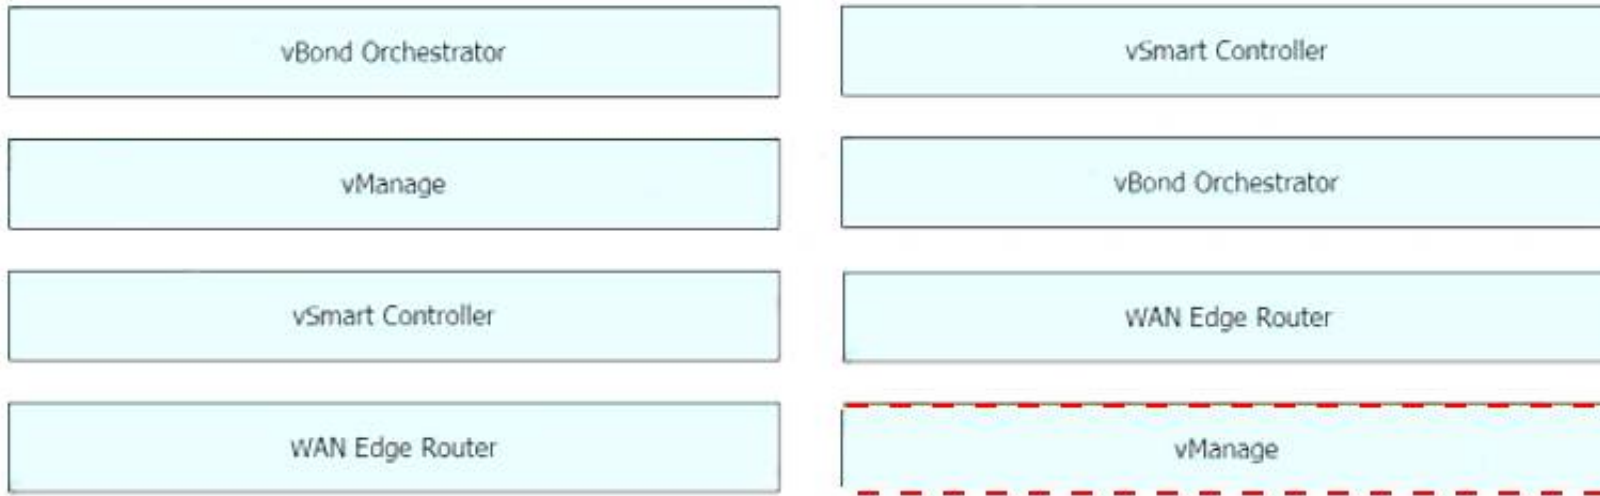 vBond Orchestrator
vSmart Controller
vManage
vBond Orchestrator
vSmart Controller
WAN Edge Router
WAN Edge Router
vManage